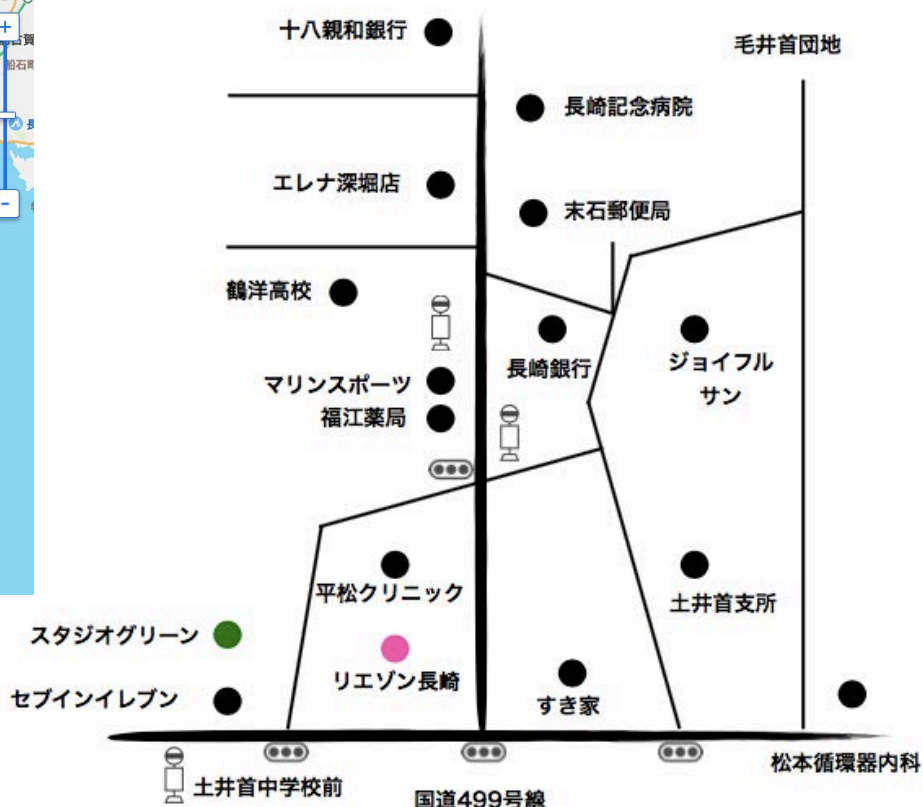 十八親和銀行
毛井首団地
長崎記念病院
エレナ深堀店
末石郵便局
鶴洋高校
長崎銀行
ジョイフル
サン
マリンスポーツ
福江薬局
平松クリニック
土井首支所
スタジオグリーン
リエゾン長崎
セブインイレブン
すき家
松本循環器内科
土井首中学校前
国道499号線
+
船石町
-